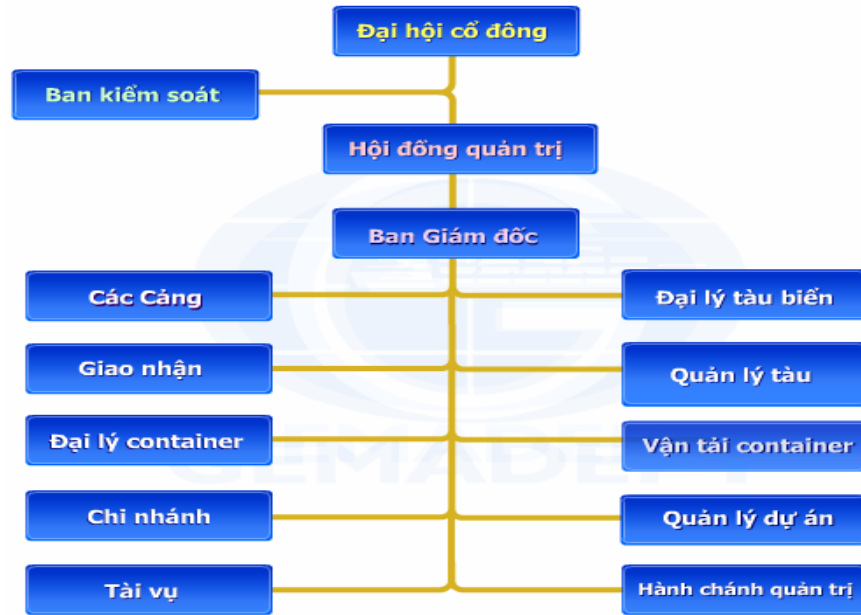 Đại hội cổ đông
Ban kiểm soát
Hội đồng quản trị
Ban Giám đốc
Các Cảng
Đại lý tàu biển
Giao nhận
Quản lý tàu
Đại lý container
Vận tải container
GEMADEPT
Chi nhánh
Quản lý dự án
Tài vụ
Hành chánh quản trị